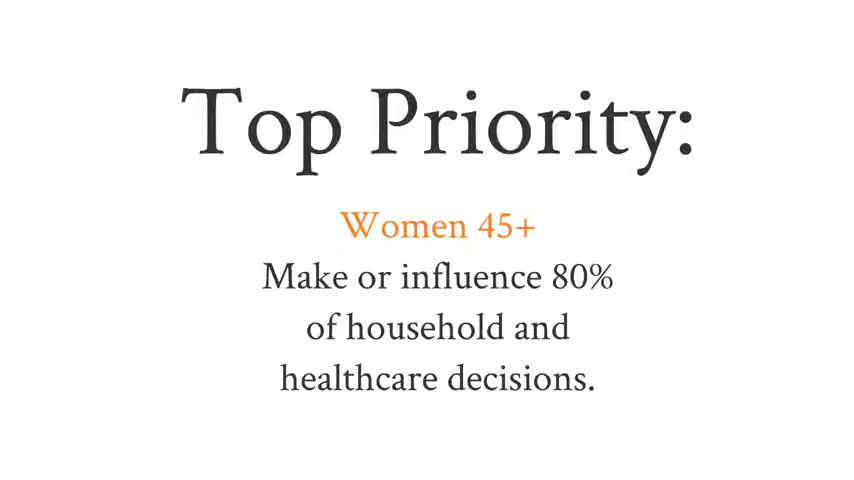 Top Priority:
Women 45+
Make or influence 80%
of household and
healthcare decisions.